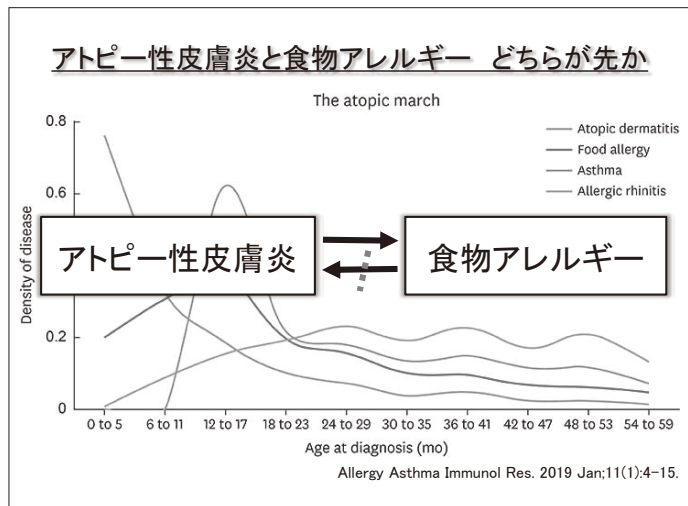 アトピー性皮膚炎と食物アレルギー　どちらが先か
The atopic march
Atopic dermatitis
Food allergy
Asthma
Allergic rhinitis
Density of disease
0.8
0.6
0.2
0
アトピー性皮膚炎
食物アレルギー
0 to 5 6 to 11 12 to 17 18 to 23 24 to 29 30 to 35 36 to 41 42 to 47 48 to 53 54 to 59
Age at diagnosis (mo)
Allergy Asthma Immunol Res. 2019 Jan;11(1):4-15.